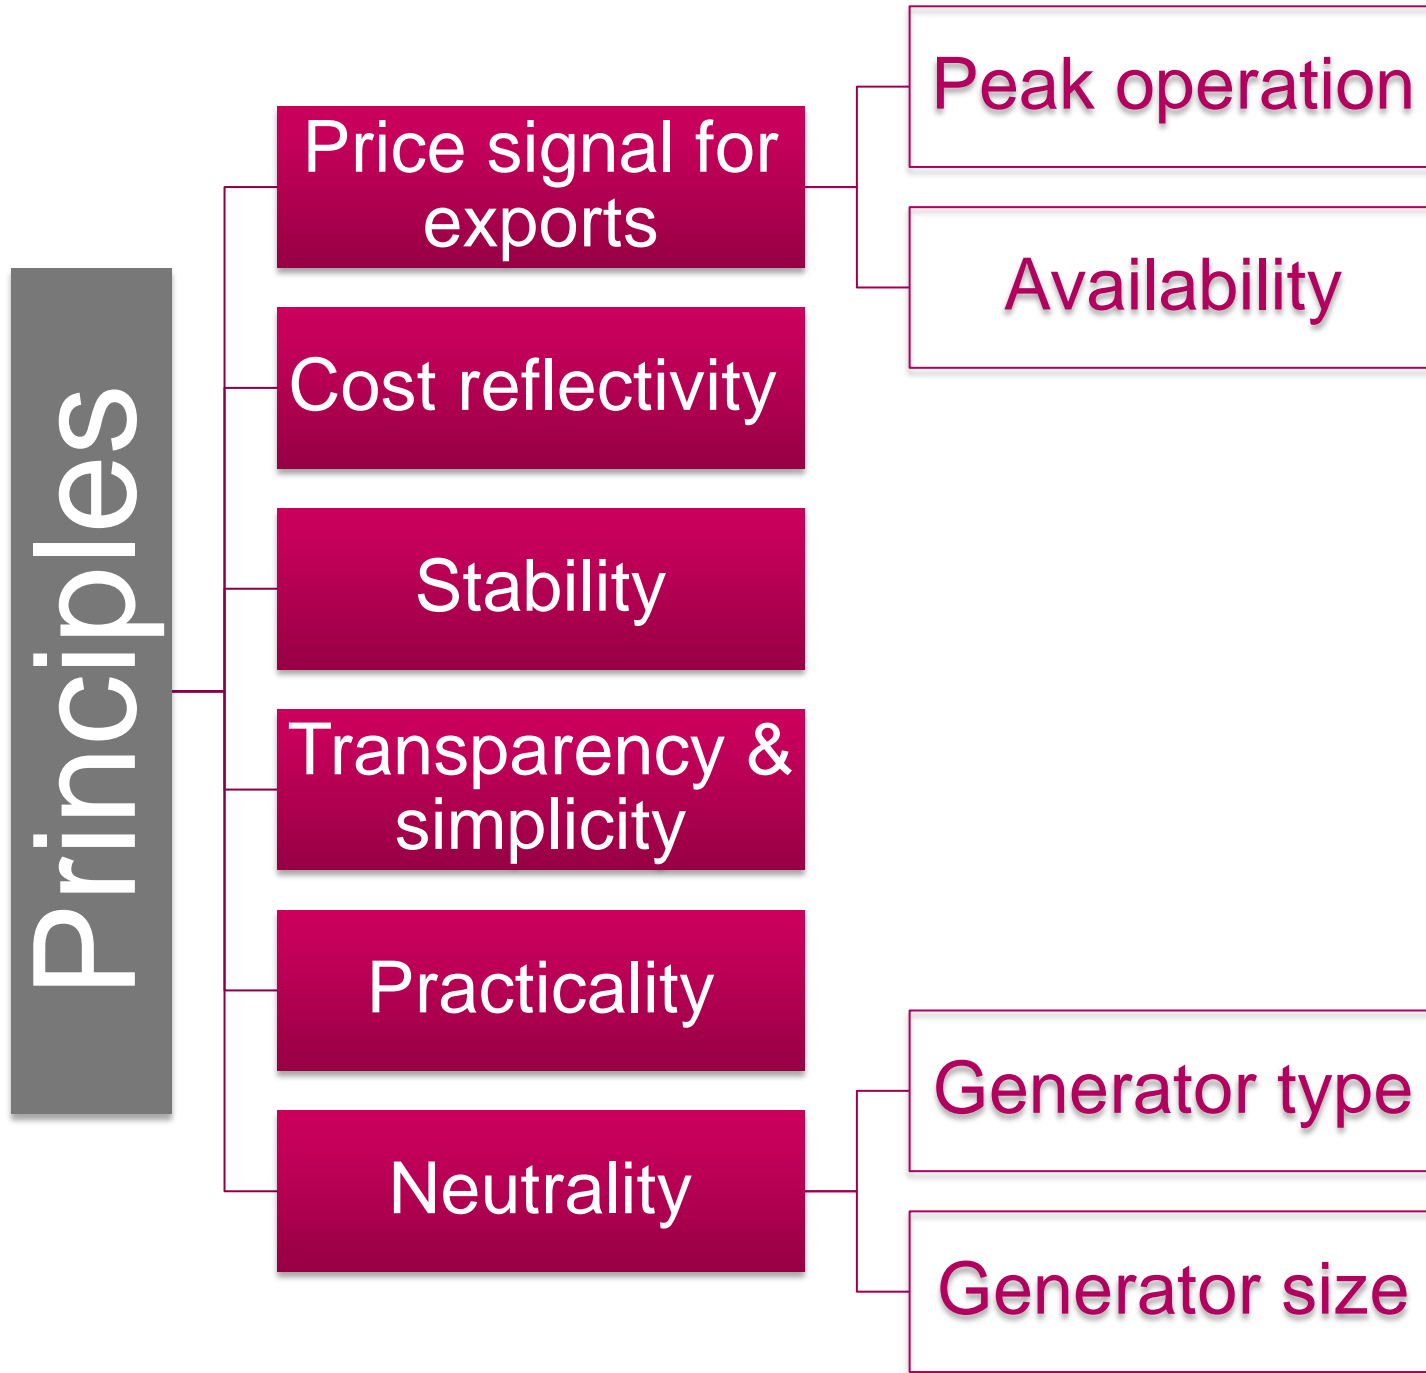 Principles
Price signal for
exports
Peak operation
Availability
Cost reflectivity
Stability
Transparency &
simplicity
Practicality
Neutrality
Generator type
Generator size